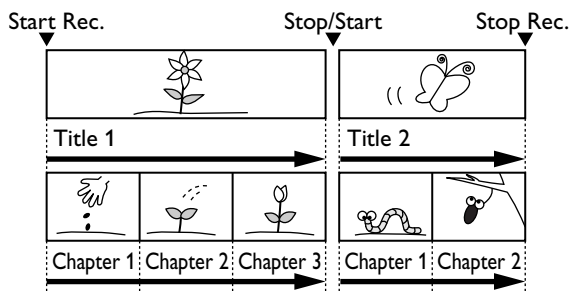 Start Rec. Stop/Start Stop Rec.
Title 1 Title 2
Chapter 1 Chapter 2 Chapter 3 Chapter 1 Chapter 2